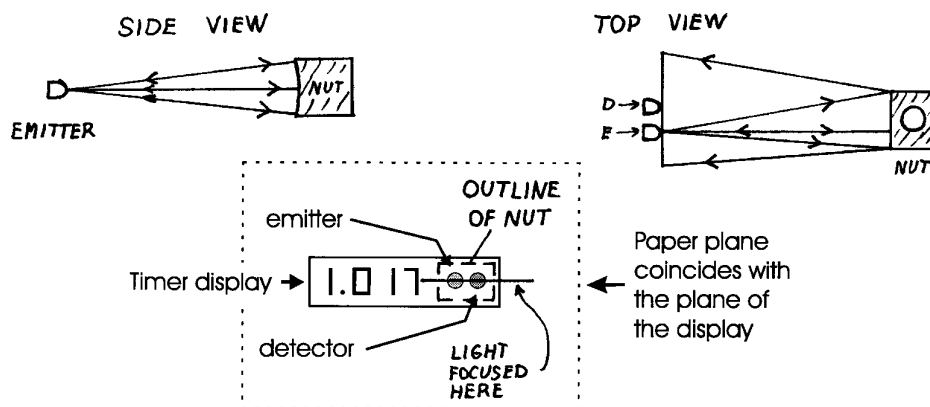 SIDE VIEW
NUT
EMITTER
TOP VIEW
D
E
NUT
OUTLINE
OF NUT
emitter
Timer display
1.017
detector
LIGHT
FOCUSED
HERE
Paper plane
coincides with
the plane of
the display